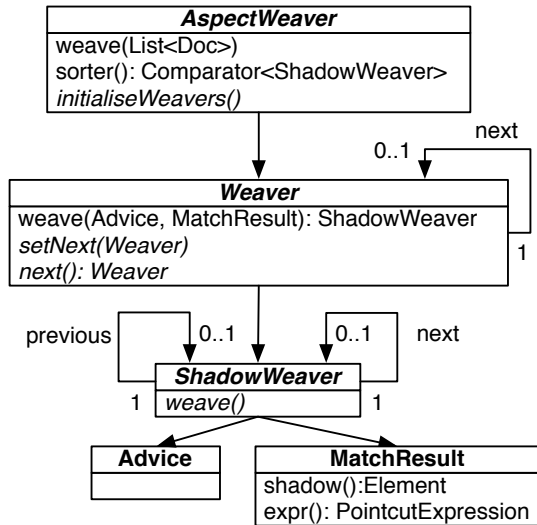 AspectWeaver
weave(List<Doc>)
sorter(): Comparator<ShadowWeaver>
initialiseWeavers()
next
0..1
Weaver
weave(Advice, MatchResult): ShadowWeaver
setNext(Weaver)
next(): Weaver
1
previous
0..1
0..1
next
ShadowWeaver
1
weave()
1
Advice
MatchResult
shadow():Element
expr(): PointcutExpression